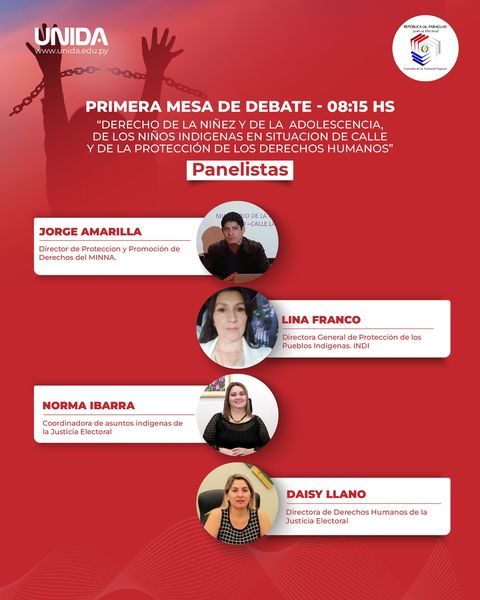 UNIDA
www.unida.edu.py
REPÚBLICA DEL PARAGUAY
Justicia Electoral
Custodio de la Voluntad Popular
PRIMERA MESA DE DEBATE - 08:15 HS
“DERECHO DE LA NIÑEZ Y DE LA ADOLESCENCIA,
DE LOS NIÑOS INDIGENAS EN SITUACION DE CALLE
Y DE LA PROTECCIÓN DE LOS DERECHOS HUMANOS”
Panelistas
JORGE AMARILLA
Director de Proteccion y Promoción de
Derechos del MINNA.
LINA FRANCO
Directora General de Protección de los
Pueblos Indígenas. INDI
NORMA IBARRA
Coordinadora de asuntos indígenas de
la Justicia Electoral
DAISY LLANO
Directora de Derechos Humanos de la
Justicia Electoral